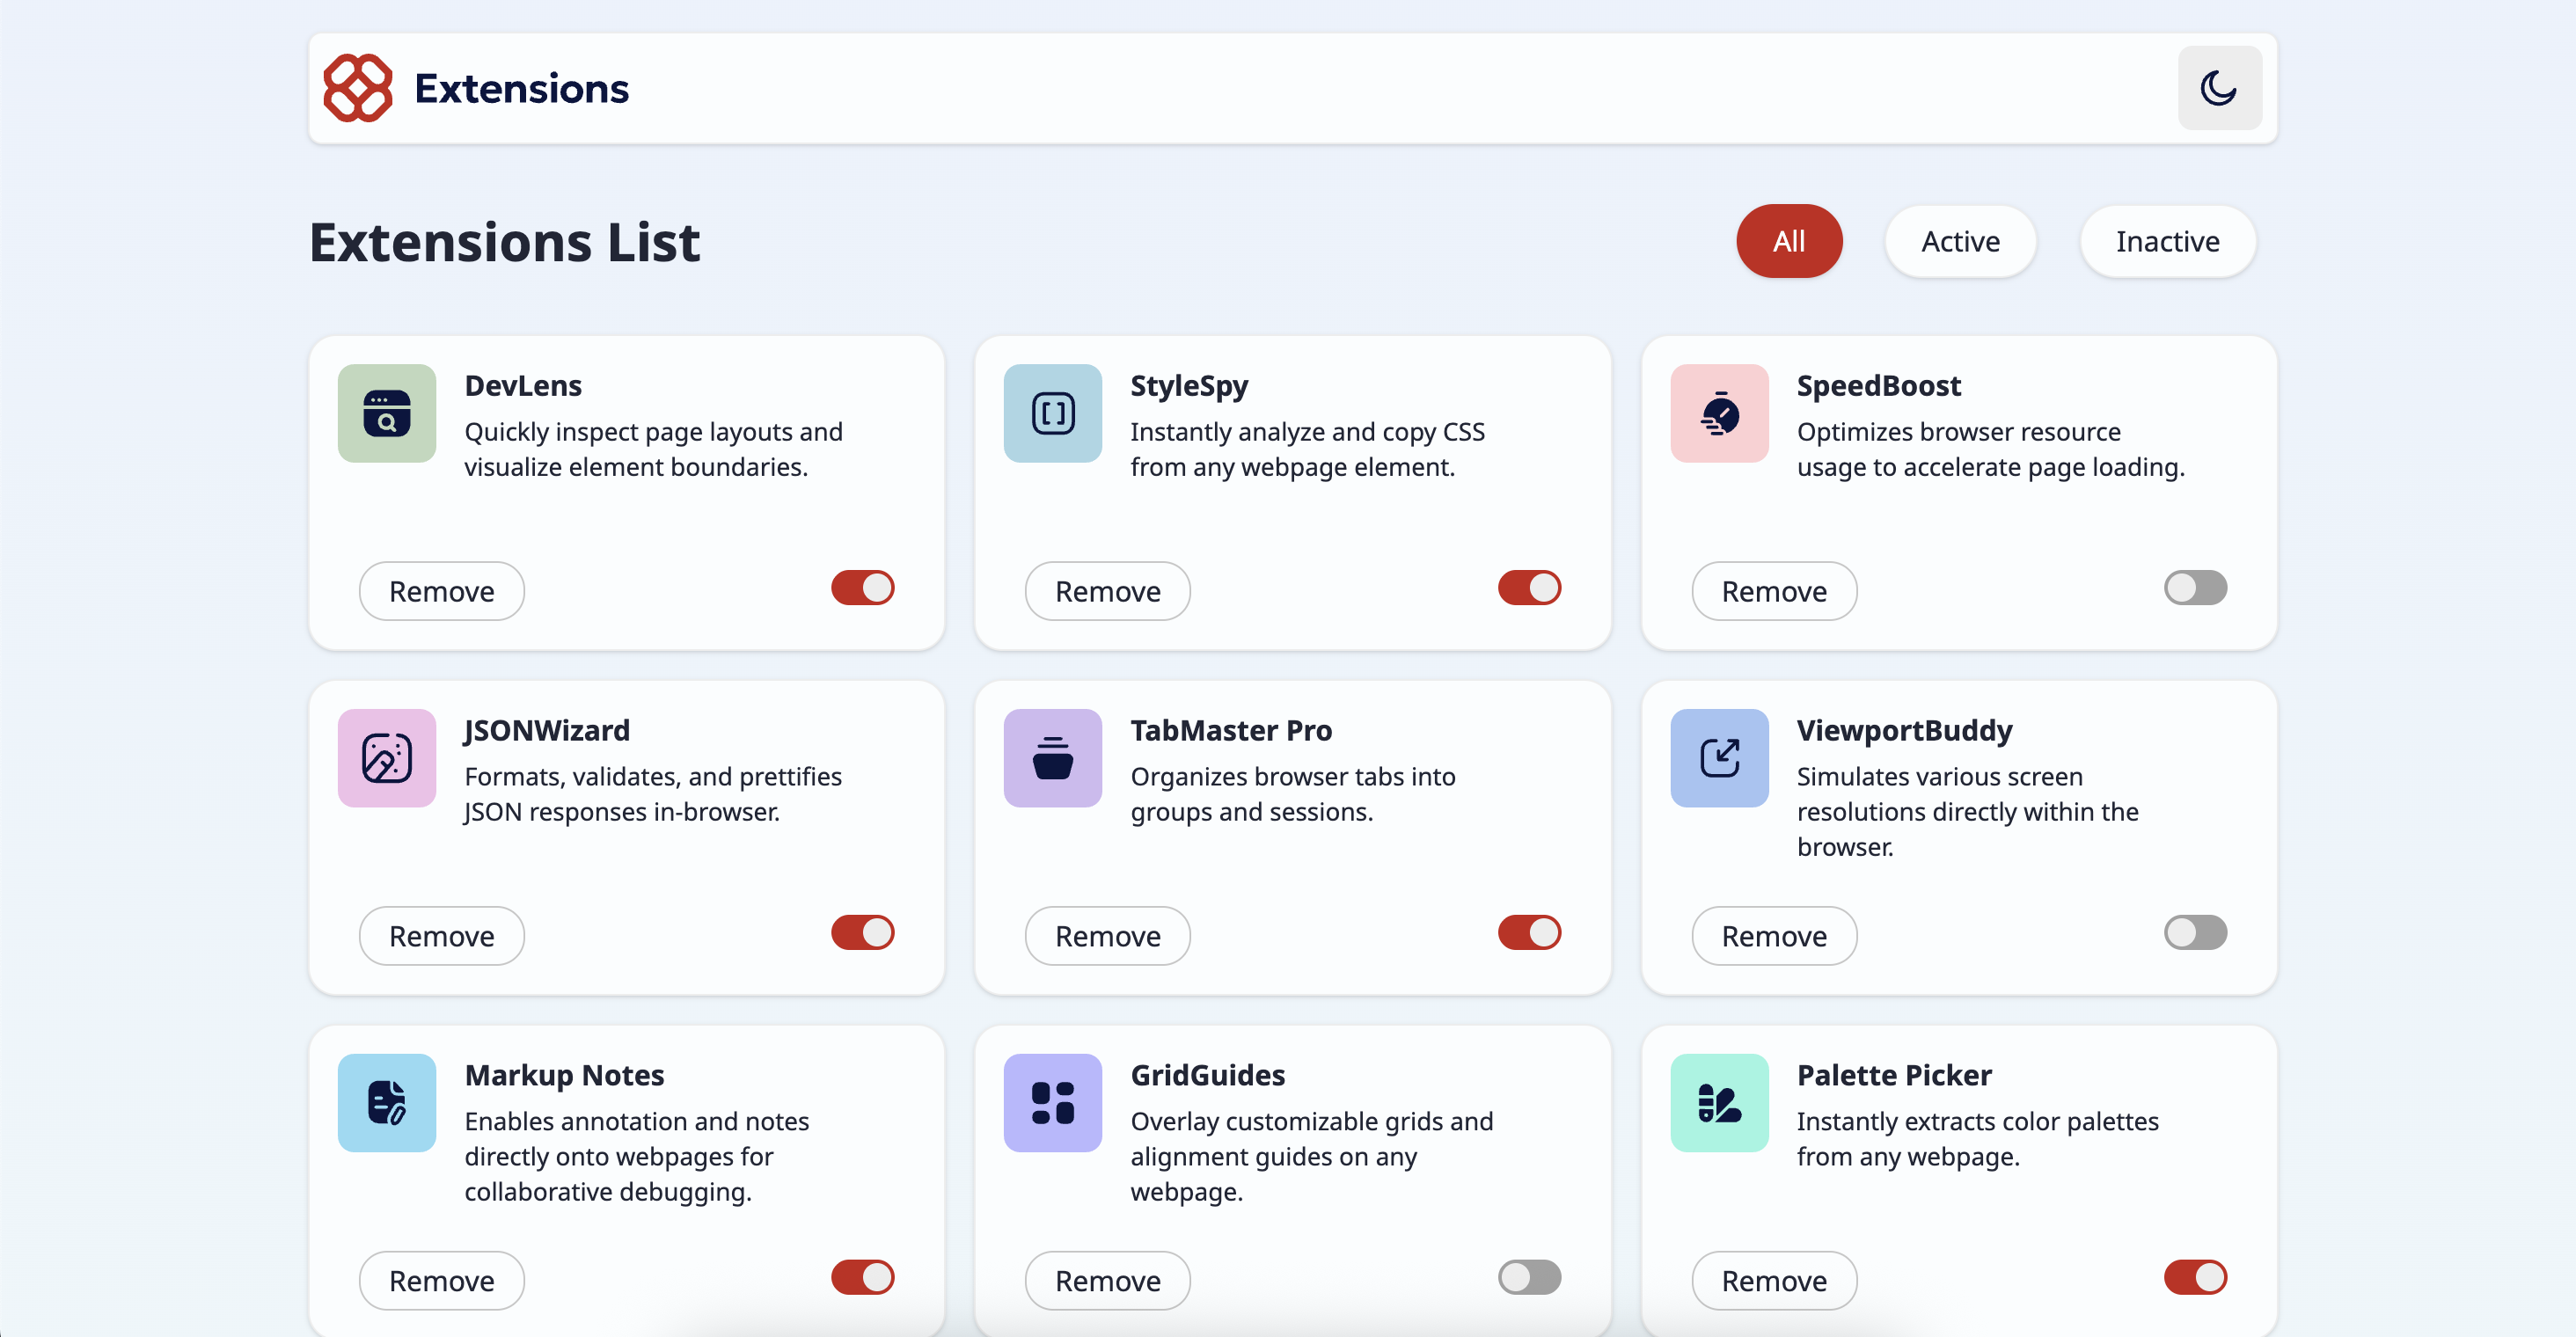 Extensions
Extensions List
All
Active
Inactive
DevLens
Quickly inspect page layouts and
visualize element boundaries.
Remove
StyleSpy
Instantly analyze and copy CSS
from any webpage element.
Remove
SpeedBoost
Optimizes browser resource
usage to accelerate page loading.
Remove
JSONWizard
Formats, validates, and prettifies
JSON responses in-browser.
Remove
TabMaster Pro
Organizes browser tabs into
groups and sessions.
Remove
ViewportBuddy
Simulates various screen
resolutions directly within the
browser.
Remove
Markup Notes
Enables annotation and notes
directly onto webpages for
collaborative debugging.
Remove
GridGuides
Overlay customizable grids and
alignment guides on any
webpage.
Remove
Palette Picker
Instantly extracts color palettes
from any webpage.
Remove